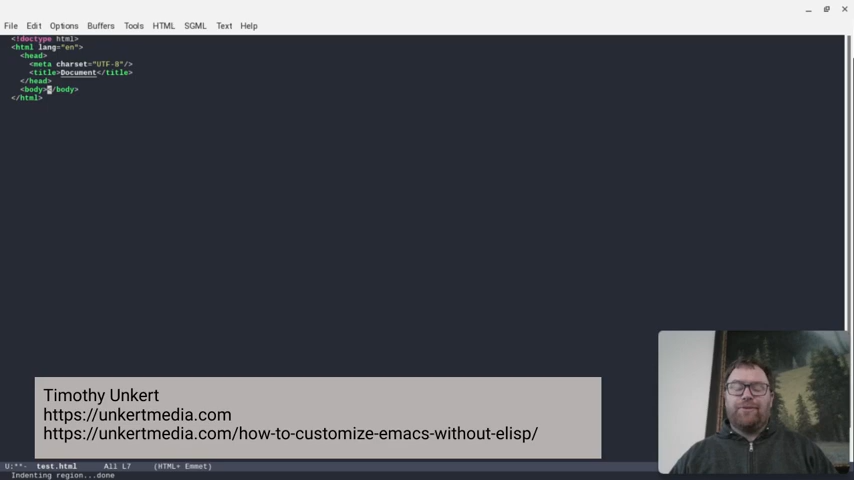 File Edit Options Buffers Tools HTML SGML Text Help
<!doctype html>
<html lang="en">
<head>
<meta charset="UTF-8"/>
<title>Document</title>
</head>
<body></body>
</html>
Timothy Unkert
https://unkertmedia.com
https://unkertmedia.com/how-to-customize-emacs-without-elisp/
U:**- test.html All L7 (HTML+ Emmet)
Indenting region...done